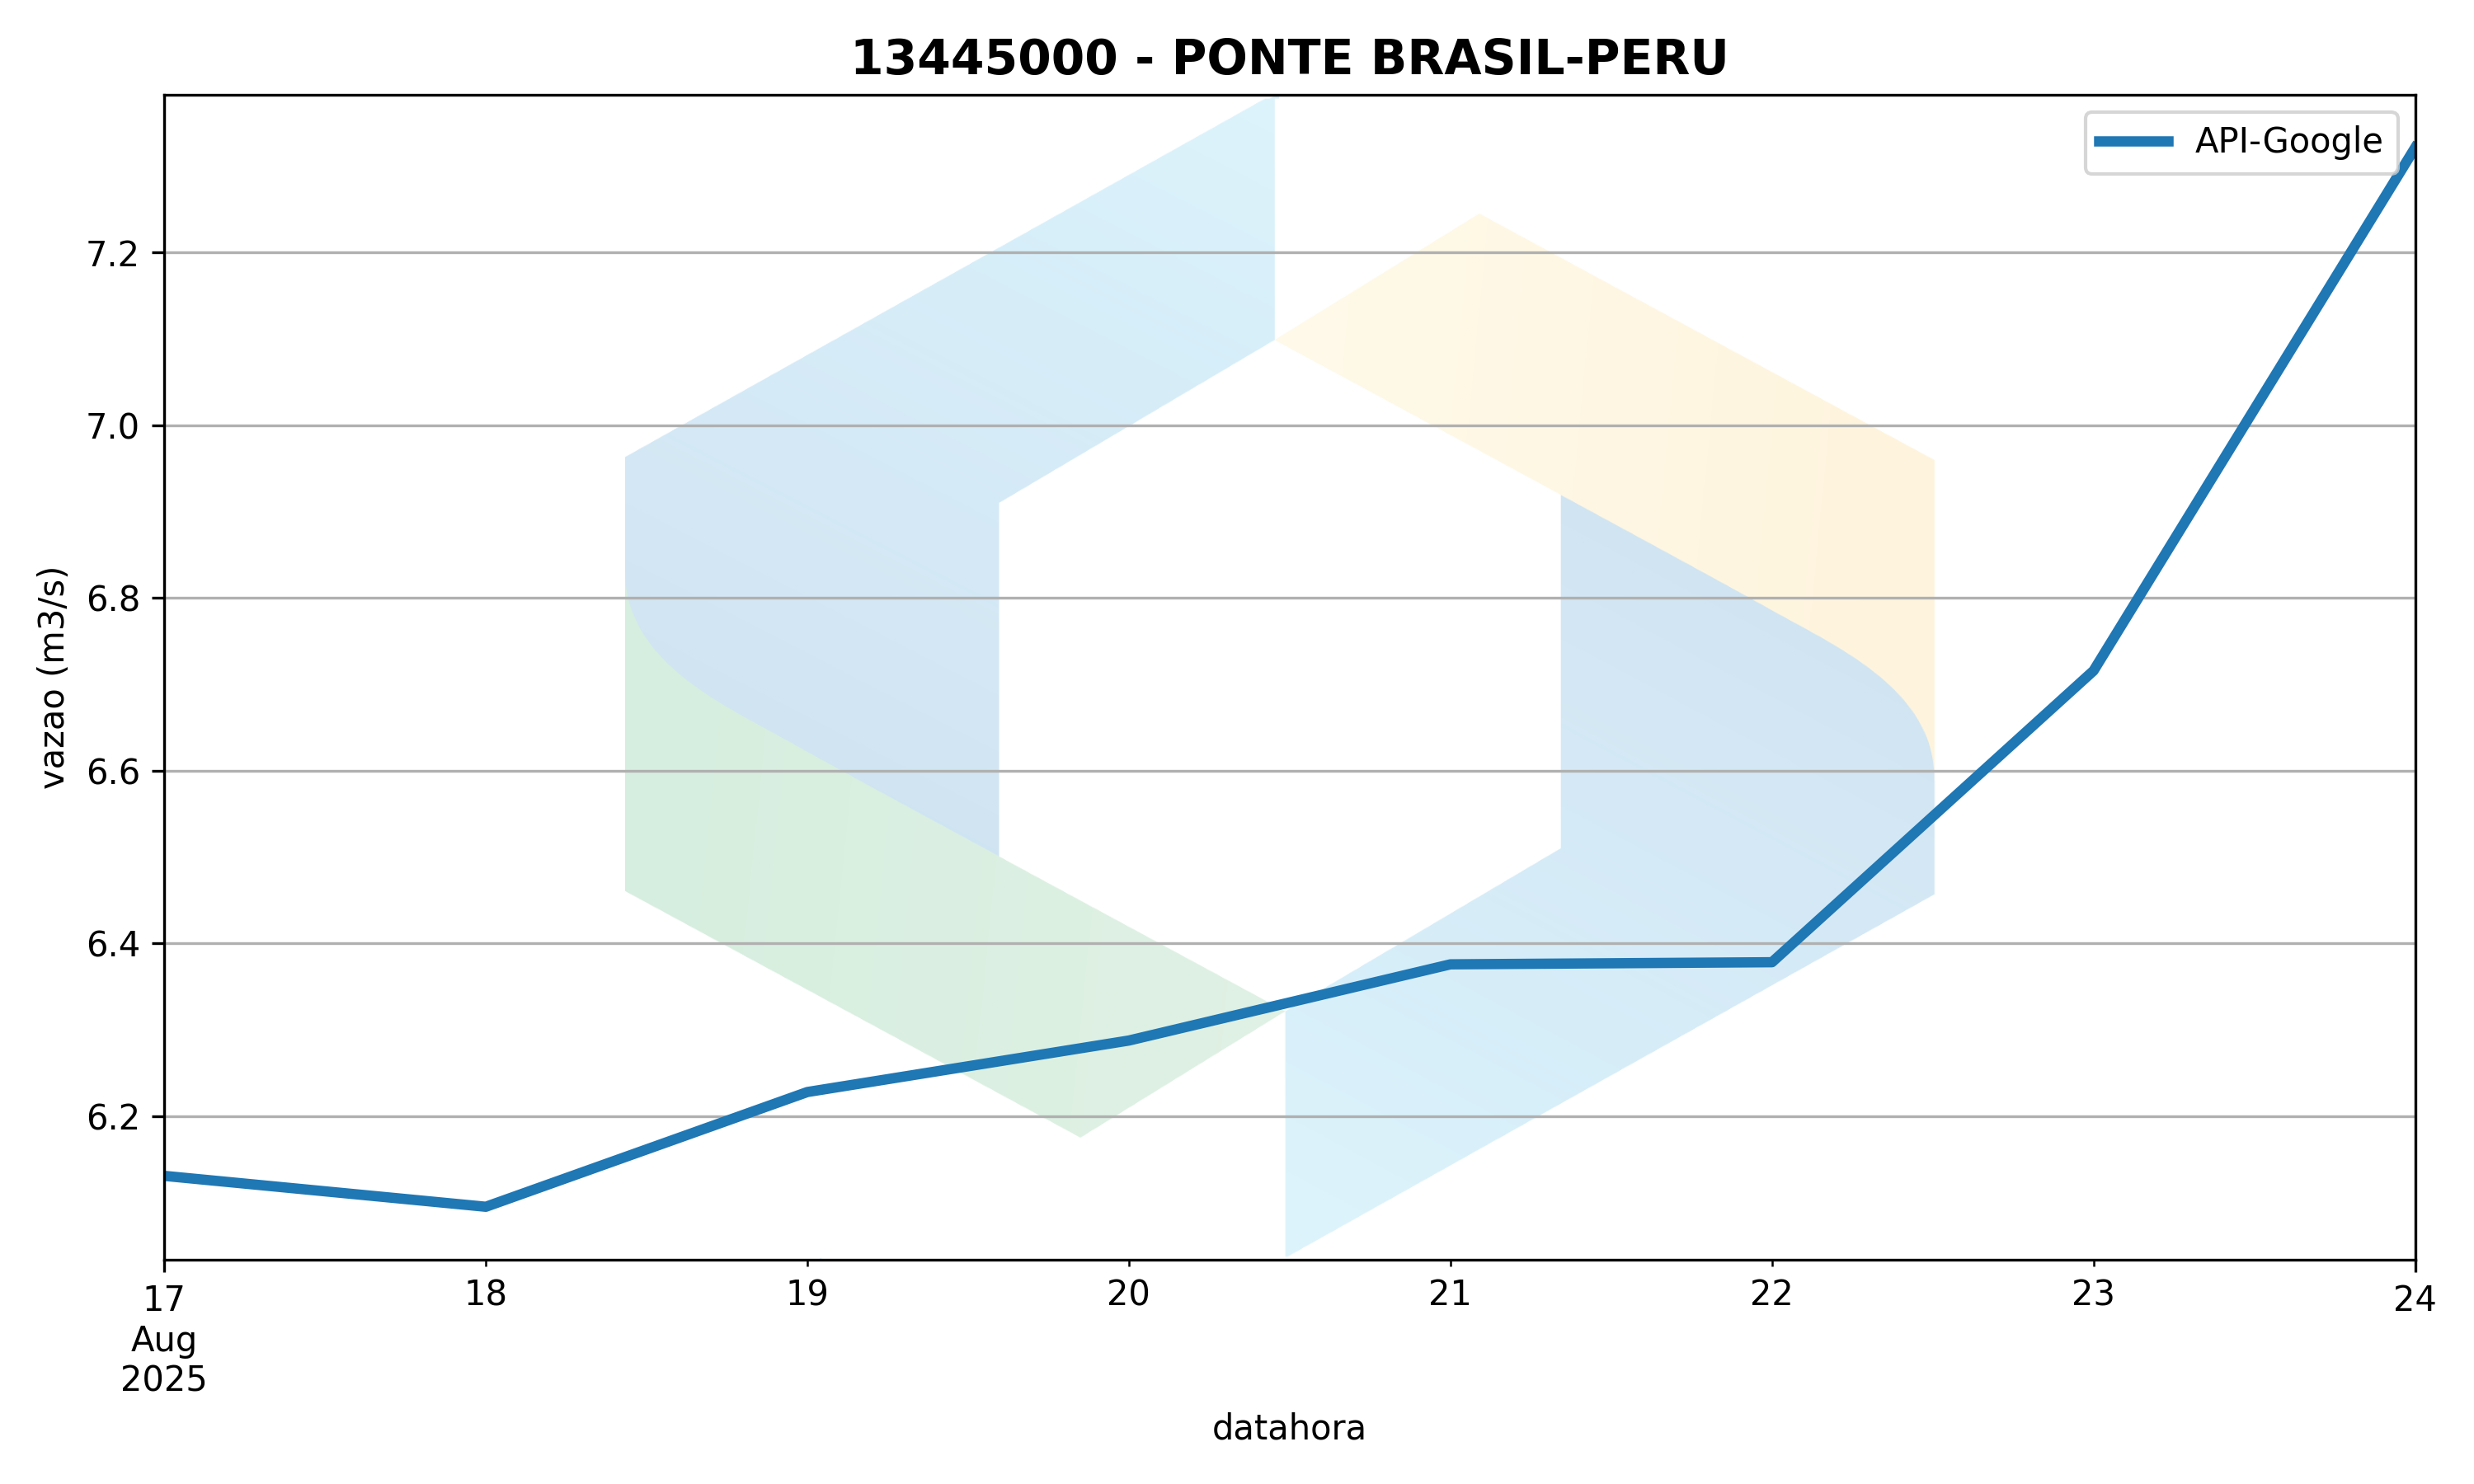 13445000 - PONTE BRASIL-PERU
API-Google
vazao (m3/s)
7.2
7.0
6.8
6.6
6.4
6.2
17 18 19 20 21 22 23 24
Aug
2025
datahora